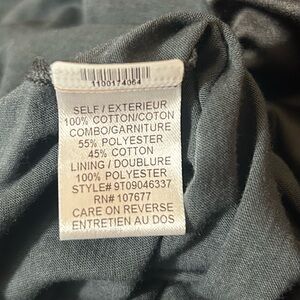 1190174064
SELF / EXTERIEUR
100% COTTON/COTON
COMBO/GARNITURE
55% POLYESTER
45% COTTON
LINING / DOUBLURE
100% POLYESTER
STYLE# 9T09046337
RN# 107677
CARE ON REVERSE
ENTRETIEN AU DOS